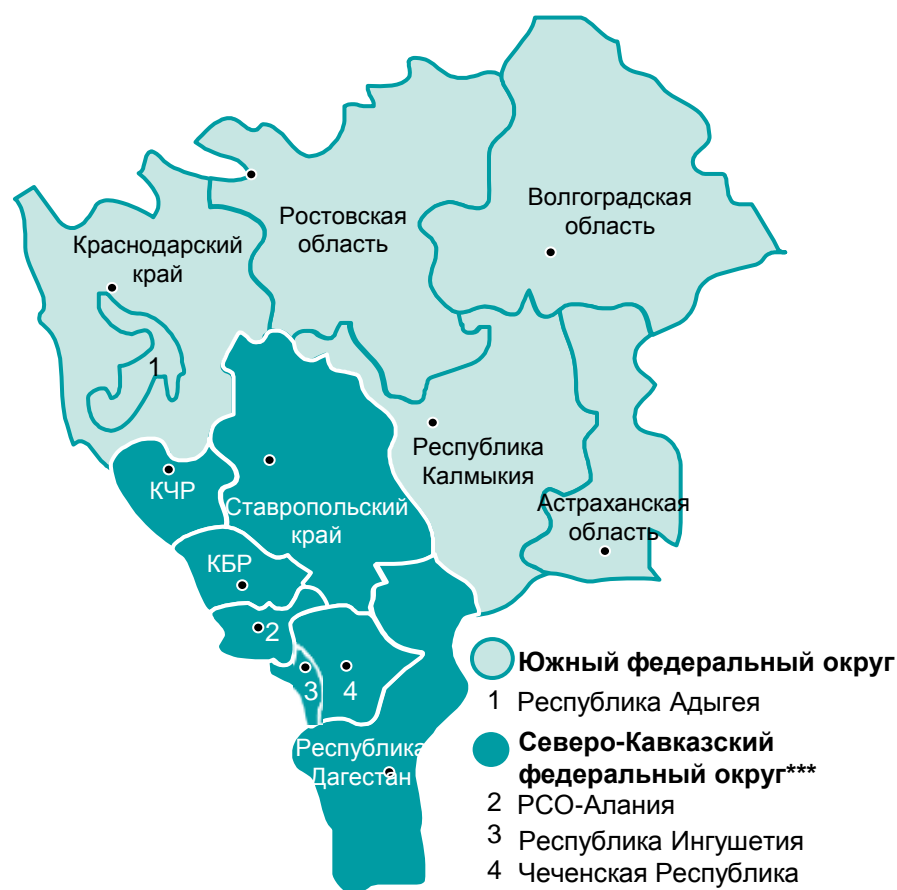 Волгоградская
область
Ростовская
область
Краснодарский
край
1
Республика
Калмыкия
КЧР
Ставропольский
край
Астраханская
область
КБР
2
3
4
Республика
Дагестан
Южный федеральный округ
1 Республика Адыгея
Северо-Кавказский
федеральный округ***
2 РСО-Алания
3 Республика Ингушетия
4 Чеченская Республика